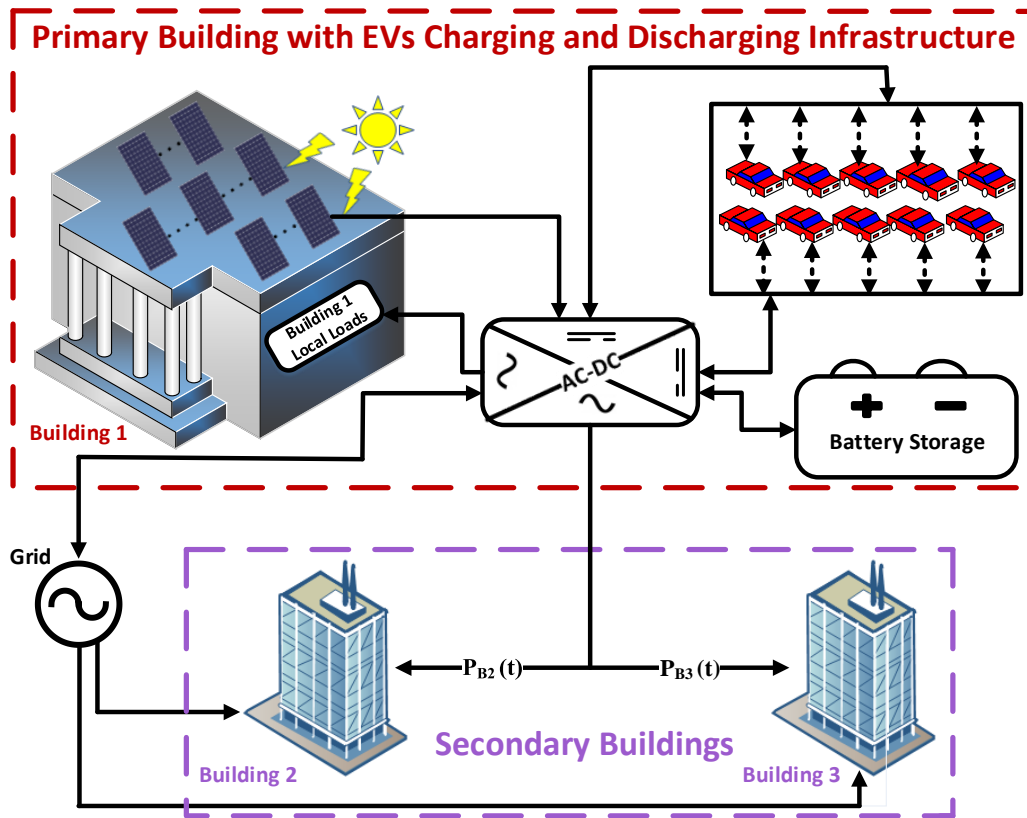 Primary Building with EVs Charging and Discharging Infrastructure
Building 1
Local Loads
AC-DC
Battery Storage
Building 1
Grid
P_B2 (t)
P_B3 (t)
Secondary Buildings
Building 2
Building 3